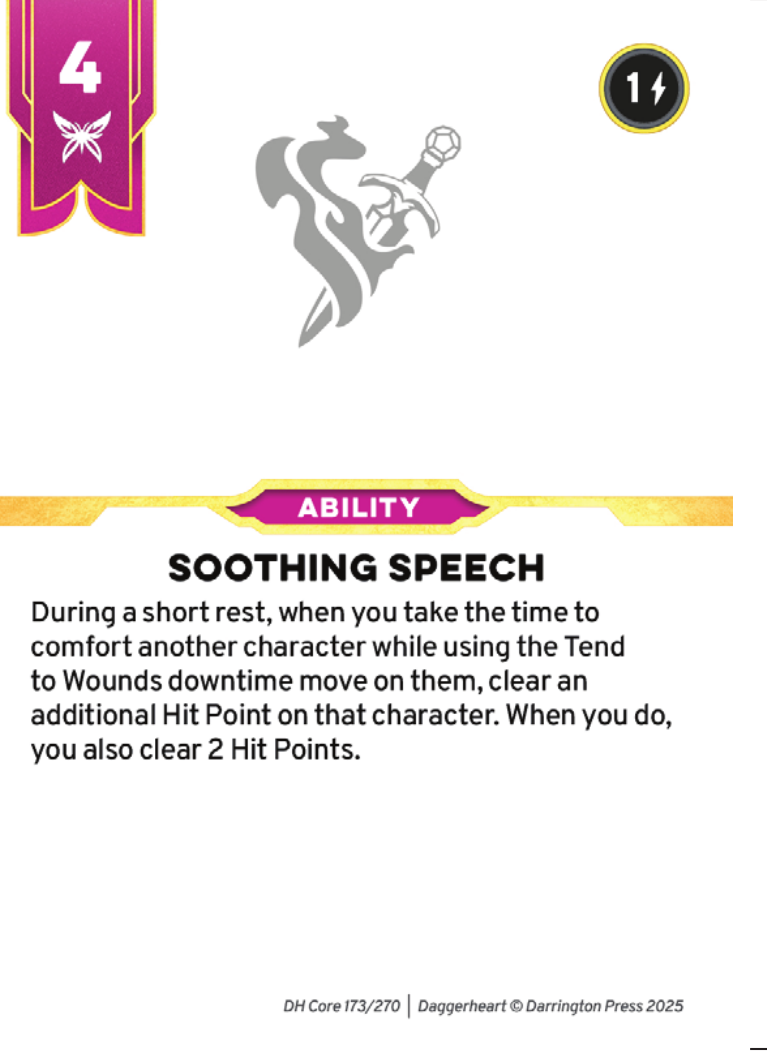 4
1
ABILITY
SOOTHING SPEECH
During a short rest, when you take the time to
comfort another character while using the Tend
to Wounds downtime move on them, clear an
additional Hit Point on that character. When you do,
you also clear 2 Hit Points.
DH Core 173/270 | Daggerheart © Darrington Press 2025